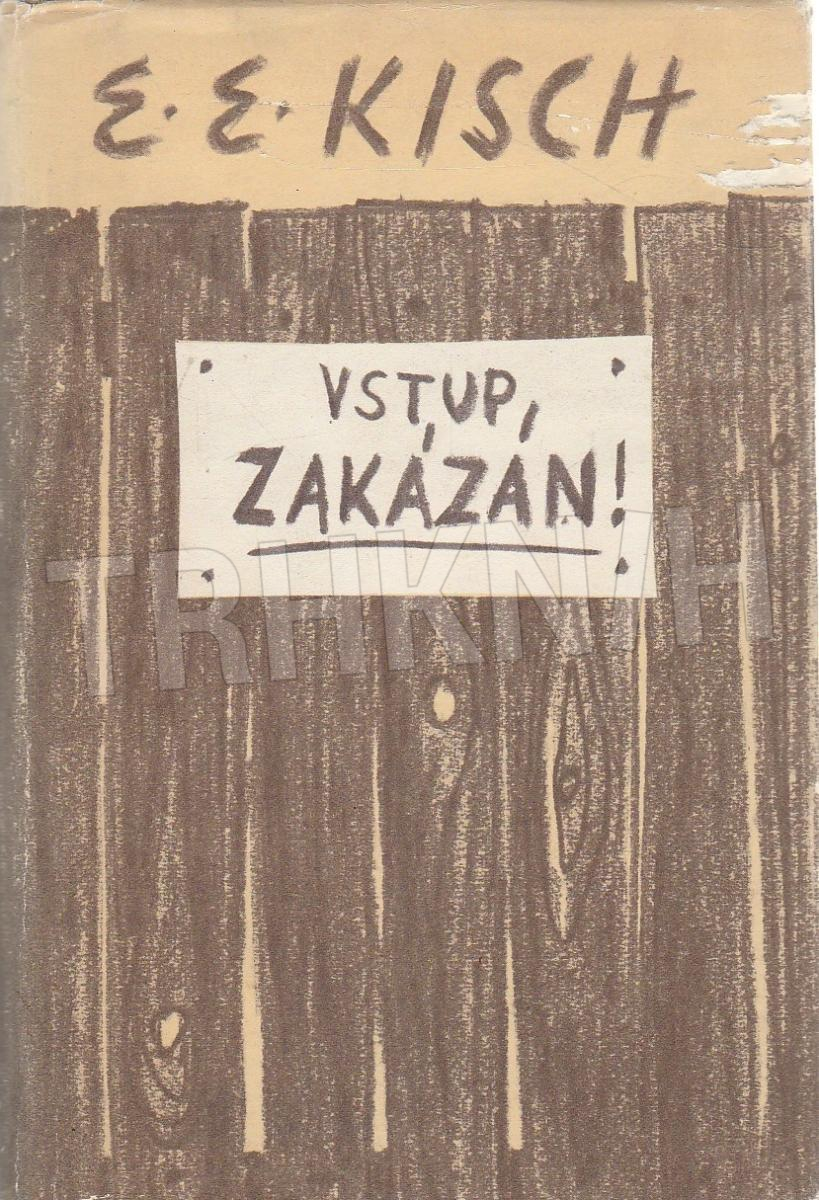 E. E. KISCH
VSTUP
ZAKÁZÁN!
TRHKNIH